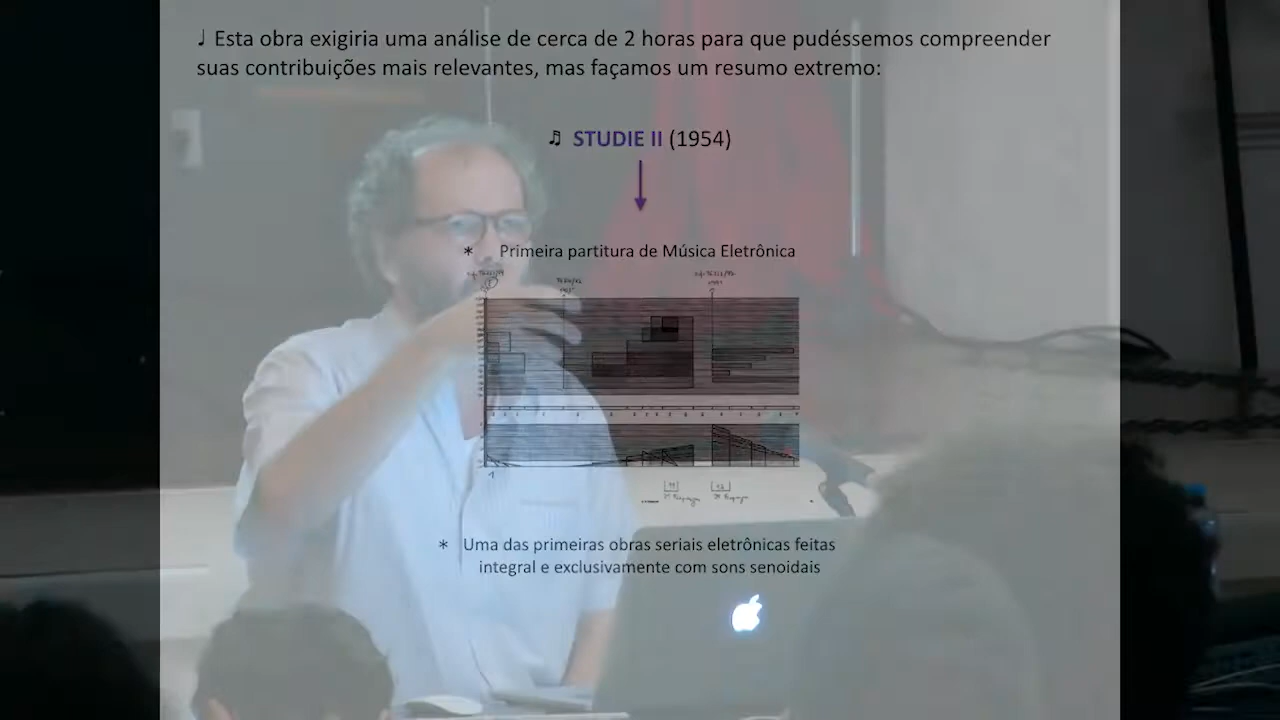 ♩ Esta obra exigiria uma análise de cerca de 2 horas para que pudéssemos compreender
suas contribuições mais relevantes, mas façamos um resumo extremo:
♫ STUDIE II (1954)
* Primeira partitura de Música Eletrônica
* Uma das primeiras obras seriais eletrônicas feitas
integral e exclusivamente com sons senoidais